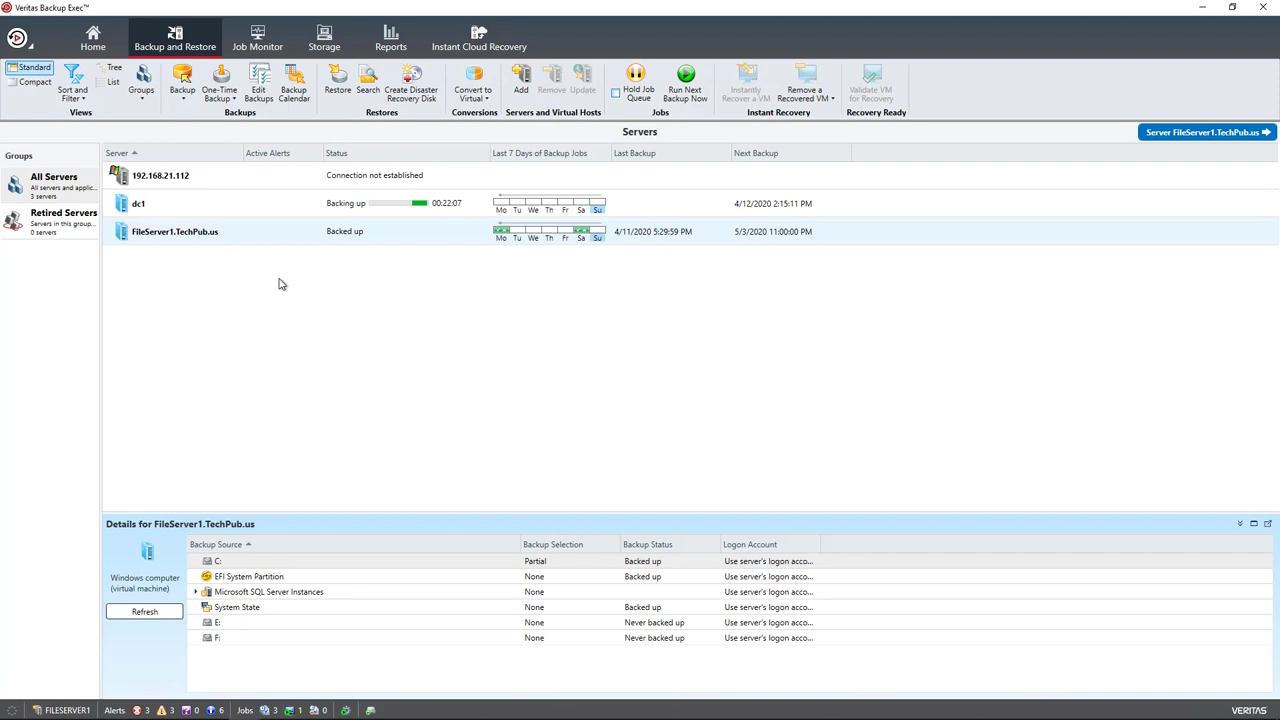 Veritas Backup Exec™
Home
Backup and Restore
Job Monitor
Storage
Reports
Instant Cloud Recovery
Standard
Compact
Sort and Filter
Tree
List
Groups
Backup
One-Time Backup
Edit Backups
Backup Calendar
Restore
Search
Create Disaster Recovery Disk
Convert to Virtual
Add
Remove
Update
Hold Job Queue
Run Next Backup Now
Instantly Recover a VM
Remove a Recovered VM
Validate VM for Recovery
Views
Backups
Restores
Conversions
Servers and Virtual Hosts
Jobs
Instant Recovery
Recovery Ready
Servers
Server FileServer1.TechPub.us
Groups
All Servers
All servers and applic...
3 servers
Retired Servers
Servers in this group...
0 servers
Server Active Alerts Status Last 7 Days of Backup Jobs Last Backup Next Backup
192.168.21.112 Connection not established
dc1 Backing up 00:22:07 Mo Tu We Th Fr Sa Su 4/12/2020 2:15:11 PM
FileServer1.TechPub.us Backed up Mo Tu We Th Fr Sa Su 4/11/2020 5:29:59 PM 5/3/2020 11:00:00 PM
Details for FileServer1.TechPub.us
Windows computer
(virtual machine)
Refresh
Backup Source Backup Selection Backup Status Logon Account
C: Partial Backed up Use server's logon acco...
EFI System Partition None Backed up Use server's logon acco...
Microsoft SQL Server Instances None Use server's logon acco...
System State None Backed up Use server's logon acco...
E: None Never backed up Use server's logon acco...
F: None Never backed up Use server's logon acco...
FILESERVER1 Alerts 3 3 0 6 Jobs 3 1 0
VERITAS